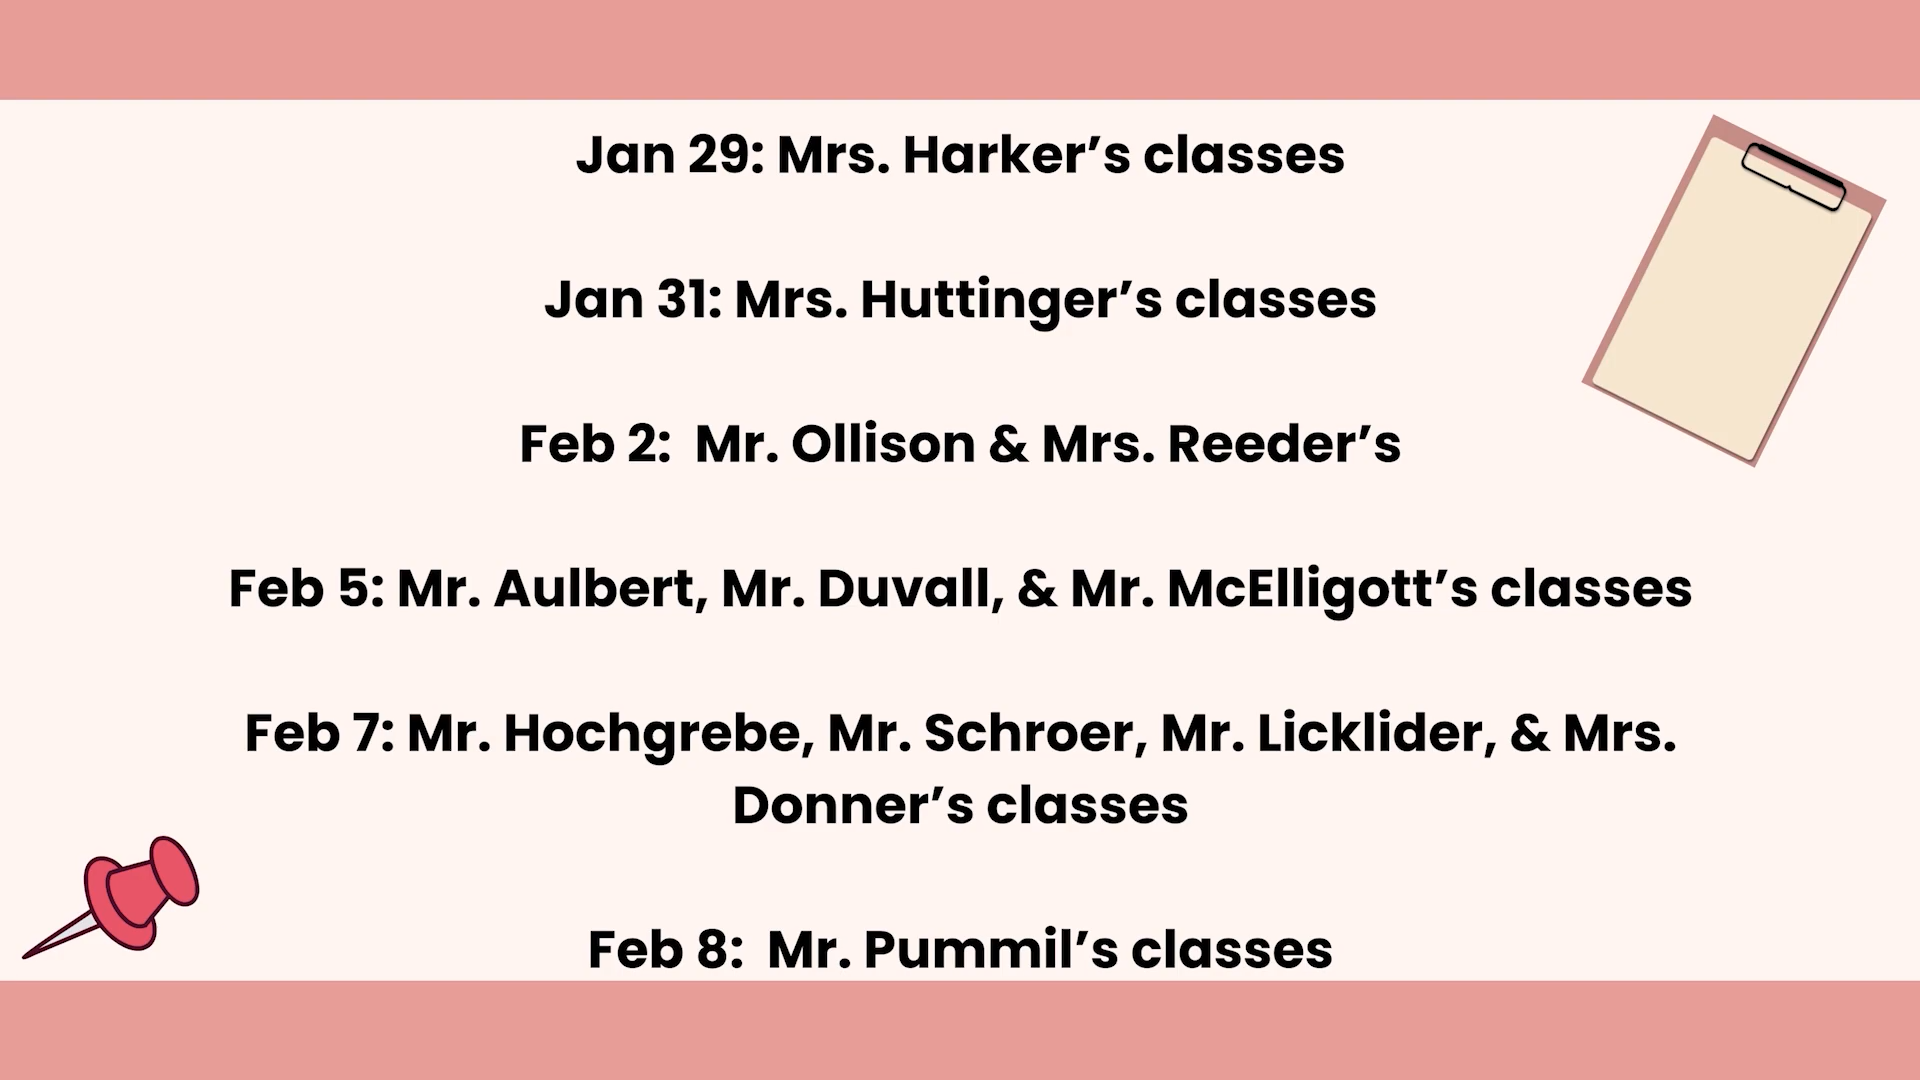 Jan 29: Mrs. Harker’s classes
Jan 31: Mrs. Huttinger’s classes
Feb 2:  Mr. Ollison & Mrs. Reeder’s
Feb 5: Mr. Aulbert, Mr. Duvall, & Mr. McElligott’s classes
Feb 7: Mr. Hochgrebe, Mr. Schroer, Mr. Licklider, & Mrs.
Donner’s classes
Feb 8:  Mr. Pummil’s classes